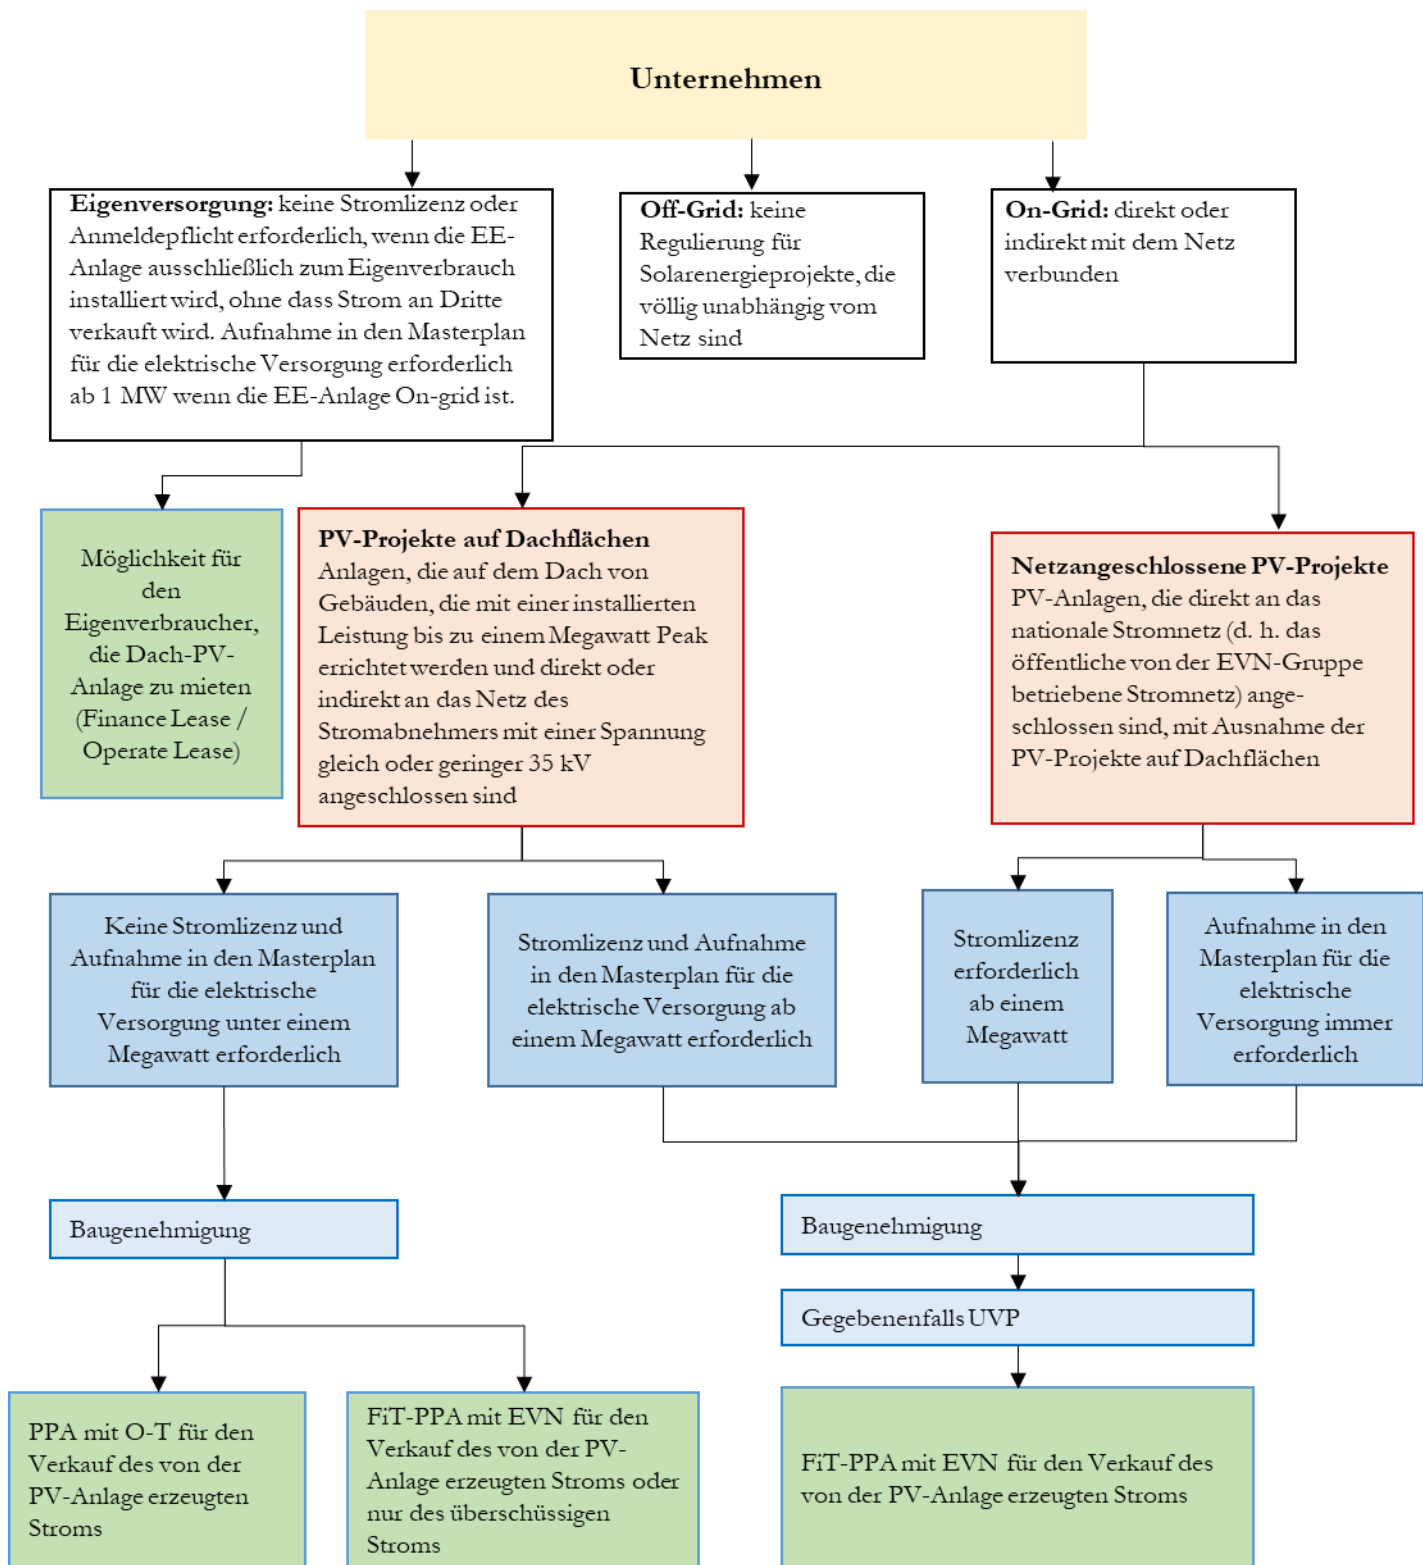 Unternehmen
Eigenversorgung: keine Stromlizenz oder
Anmeldepflicht erforderlich, wenn die EE-
Anlage ausschließlich zum Eigenverbrauch
installiert wird, ohne dass Strom an Dritte
verkauft wird. Aufnahme in den Masterplan
für die elektrische Versorgung erforderlich
ab 1 MW wenn die EE-Anlage On-grid ist.
Off-Grid: keine
Regulierung für
Solarenergieprojekte, die
völlig unabhängig vom
Netz sind
On-Grid: direkt oder
indirekt mit dem Netz
verbunden
Möglichkeit für
den
Eigenverbraucher,
die Dach-PV-
Anlage zu mieten
(Finance Lease /
Operate Lease)
PV-Projekte auf Dachflächen
Anlagen, die auf dem Dach von
Gebäuden, die mit einer installierten
Leistung bis zu einem Megawatt Peak
errichtet werden und direkt oder
indirekt an das Netz des
Stromabnehmers mit einer Spannung
gleich oder geringer 35 kV
angeschlossen sind
Netzangeschlossene PV-Projekte
PV-Anlagen, die direkt an das
nationale Stromnetz (d. h. das
öffentliche von der EVN-Gruppe
betriebene Stromnetz) ange-
schlossen sind, mit Ausnahme der
PV-Projekte auf Dachflächen
Keine Stromlizenz und
Aufnahme in den Masterplan
für die elektrische
Versorgung unter einem
Megawatt erforderlich
Stromlizenz und Aufnahme
in den Masterplan für die
elektrische Versorgung ab
einem Megawatt erforderlich
Stromlizenz
erforderlich
ab einem
Megawatt
Aufnahme in den
Masterplan für die
elektrische
Versorgung immer
erforderlich
Baugenehmigung
Baugenehmigung
Gegebenenfalls UVP
PPA mit O-T für den
Verkauf des von der
PV-Anlage erzeugten
Stroms
FiT-PPA mit EVN für den
Verkauf des von der PV-
Anlage erzeugten Stroms oder
nur des überschüssigen
Stroms
FiT-PPA mit EVN für den Verkauf des
von der PV-Anlage erzeugten Stroms